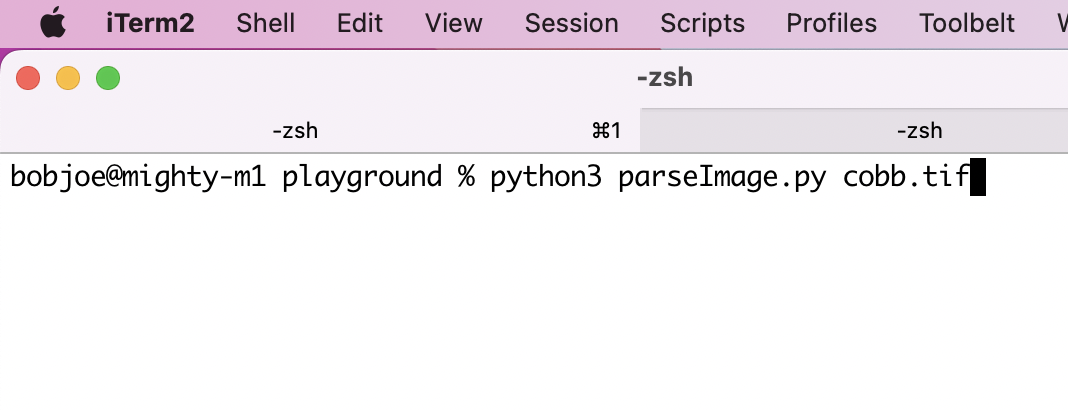 iTerm2 Shell Edit View Session Scripts Profiles Toolbelt
-zsh
-zsh ⌘1 -zsh
bobjoe@mighty-m1 playground % python3 parseImage.py cobb.tif